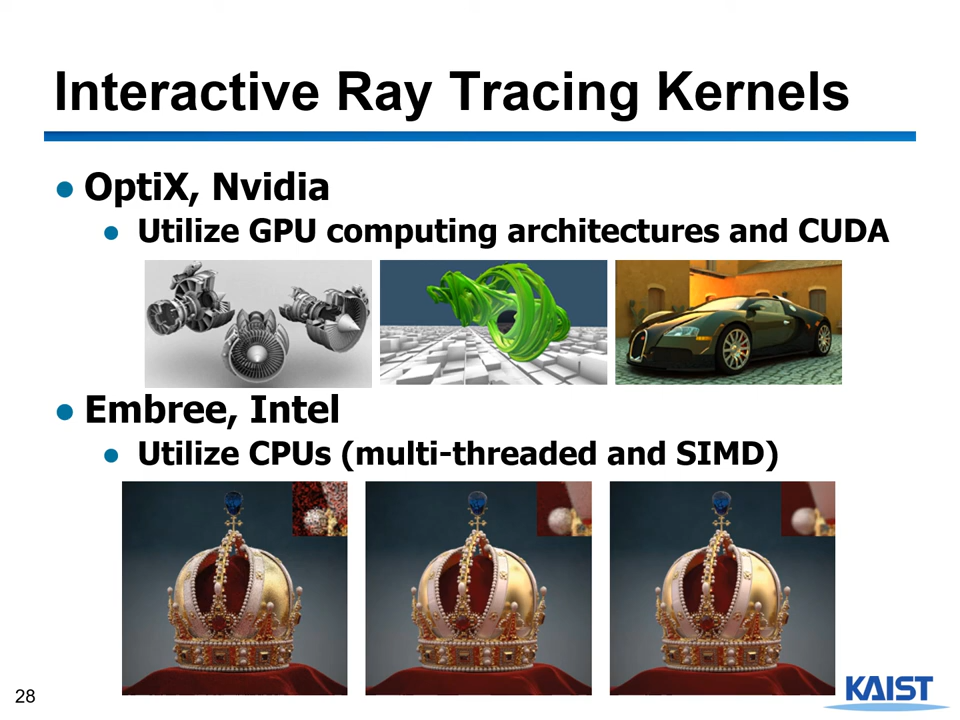 Interactive Ray Tracing Kernels
● OptiX, Nvidia
● Utilize GPU computing architectures and CUDA
● Embree, Intel
● Utilize CPUs (multi-threaded and SIMD)
28
KAIST